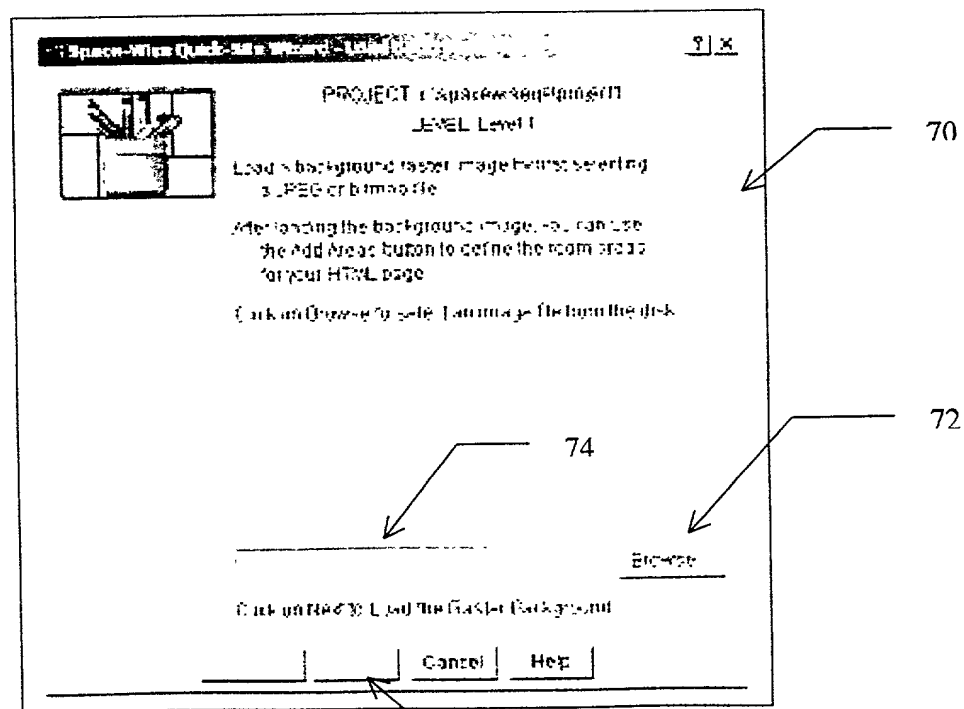 Space-Wise Quick-Site Wizard - Load
? X
PROJECT
LEVEL Level 1
70
Load a background raster image by first selecting
a JPEG or bitmap file
After loading the background image, you can use
the Add Areas button to define the room areas
for your HTML page
Click on Browse to select an image file from the disk
72
74
Browse
Click on Next to Load the Raster Background
Cancel Help